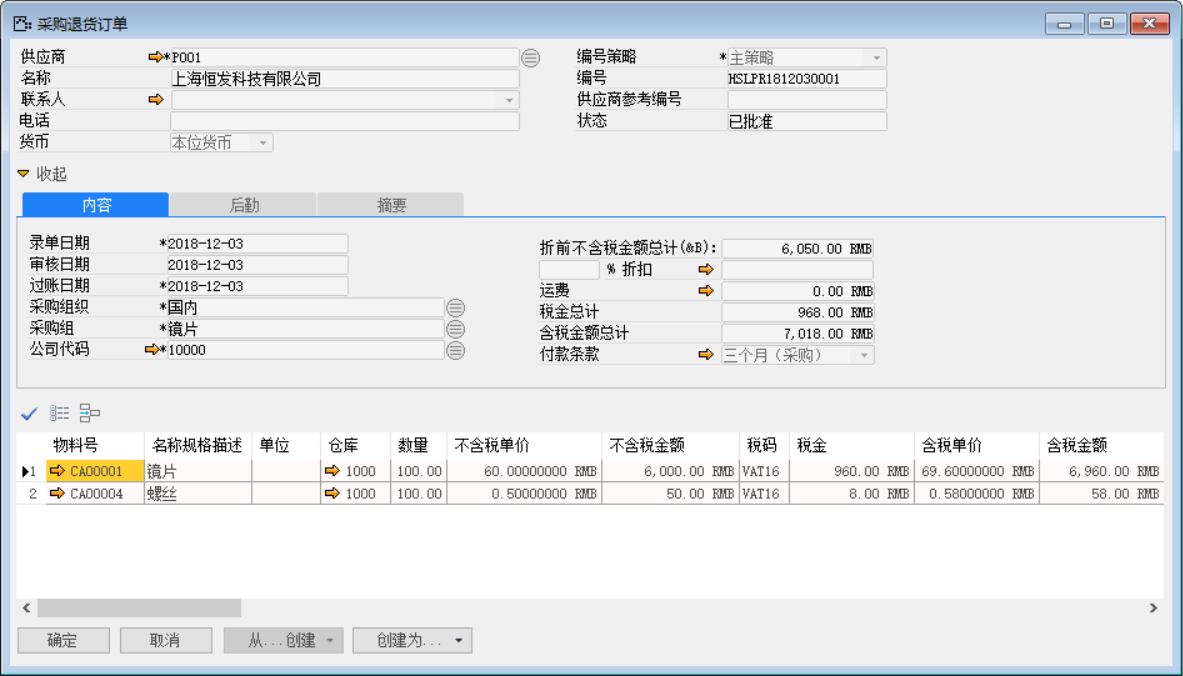 采购退货订单
供应商 *P001 编号策略 *主策略
名称 上海恒发科技有限公司 编号 HSLPR1812030001
联系人 供应商参考编号
电话 状态 已批准
货币 本位货币
收起
内容 后勤 摘要
录单日期 *2018-12-03 折前不含税金额总计(&B): 6,050.00 RMB
审核日期 2018-12-03 % 折扣
过账日期 *2018-12-03 运费 0.00 RMB
采购组织 *国内 税金总计 968.00 RMB
采购组 *镜片 含税金额总计 7,018.00 RMB
公司代码 *10000 付款条款 三个月(采购)
物料号 名称规格描述 单位 仓库 数量 不含税单价 不含税金额 税码 税金 含税单价 含税金额
1 CA00001 镜片 1000 100.00 60.00000000 RMB 6,000.00 RMB VAT16 960.00 RMB 69.60000000 RMB 6,960.00 RMB
2 CA00004 螺丝 1000 100.00 0.50000000 RMB 50.00 RMB VAT16 8.00 RMB 0.58000000 RMB 58.00 RMB
确定 取消 从...创建 创建为...